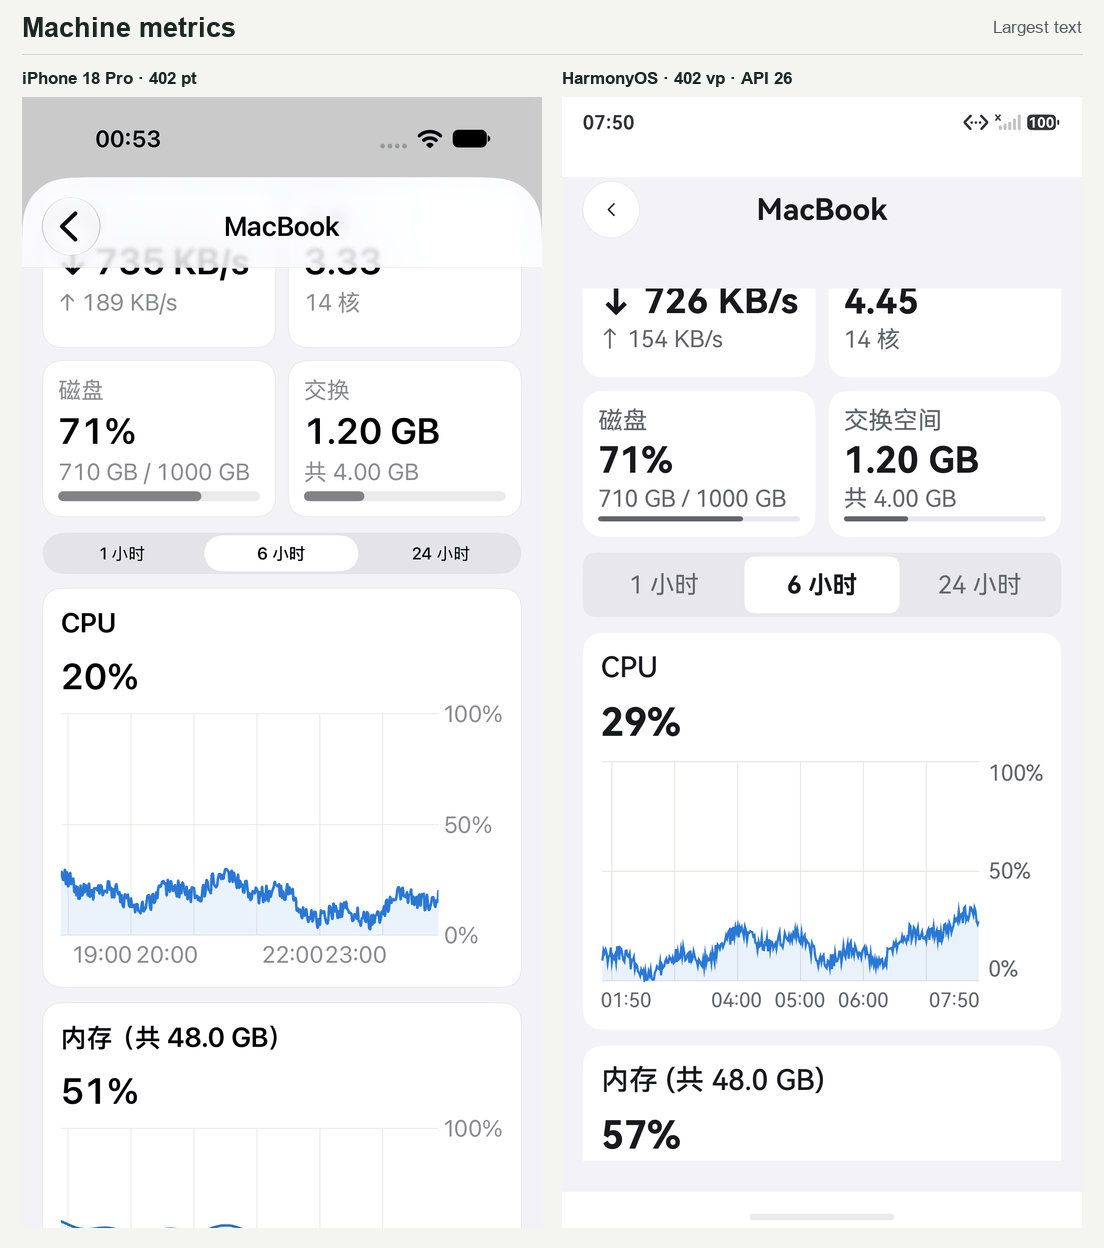 Machine metrics
Largest text
iPhone 18 Pro · 402 pt
00:53
MacBook
↓ 735 KB/s
3.33
↑ 189 KB/s
14 核
磁盘
交换
71%
1.20 GB
710 GB / 1000 GB
共 4.00 GB
1 小时
6 小时
24 小时
CPU
20%
100%
50%
0%
19:00 20:00 22:00 23:00
内存（共 48.0 GB）
51%
100%
HarmonyOS · 402 vp · API 26
07:50
100
MacBook
↓ 726 KB/s
4.45
↑ 154 KB/s
14 核
磁盘
交换空间
71%
1.20 GB
710 GB / 1000 GB
共 4.00 GB
1 小时
6 小时
24 小时
CPU
29%
100%
50%
0%
01:50 04:00 05:00 06:00 07:50
内存 (共 48.0 GB)
57%